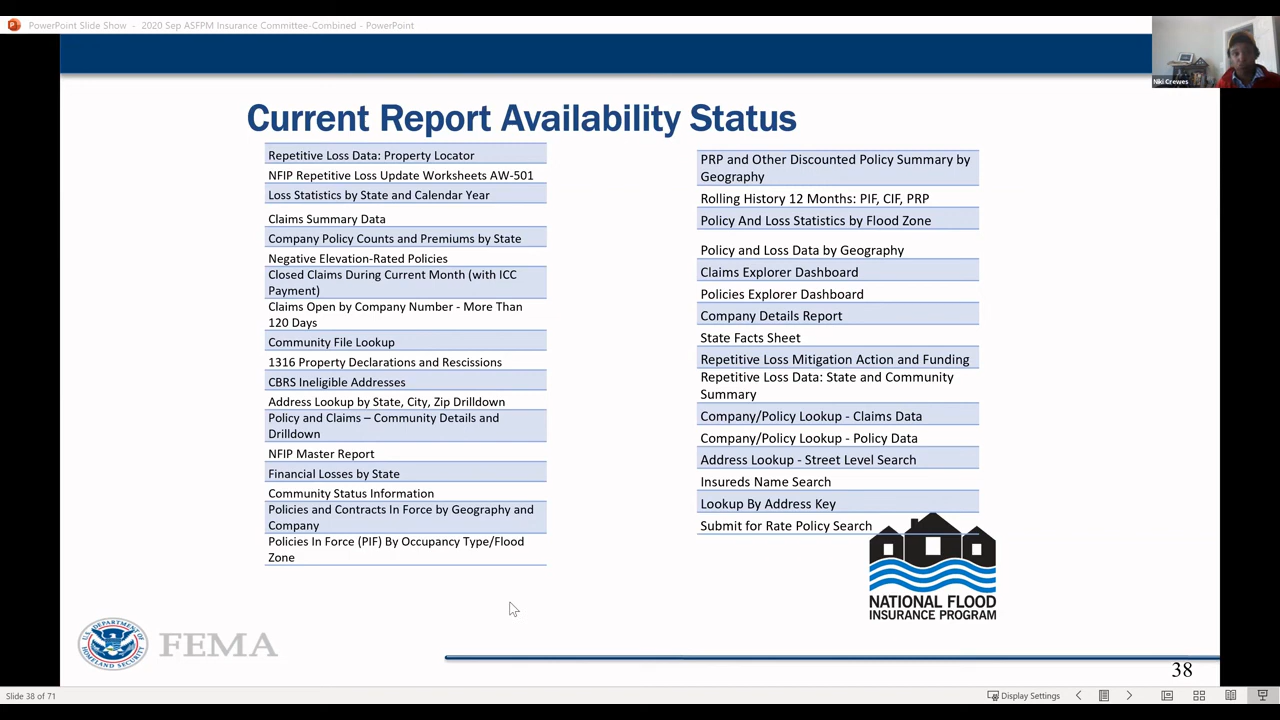 PowerPoint Slide Show - 2020 Sep ASFPM Insurance Committee-Combined - PowerPoint
Niki Crewes
Current Report Availability Status
Repetitive Loss Data: Property Locator
NFIP Repetitive Loss Update Worksheets AW-501
Loss Statistics by State and Calendar Year
Claims Summary Data
Company Policy Counts and Premiums by State
Negative Elevation-Rated Policies
Closed Claims During Current Month (with ICC
Payment)
Claims Open by Company Number - More Than
120 Days
Community File Lookup
1316 Property Declarations and Rescissions
CBRS Ineligible Addresses
Address Lookup by State, City, Zip Drilldown
Policy and Claims – Community Details and
Drilldown
NFIP Master Report
Financial Losses by State
Community Status Information
Policies and Contracts In Force by Geography and
Company
Policies In Force (PIF) By Occupancy Type/Flood
Zone
PRP and Other Discounted Policy Summary by
Geography
Rolling History 12 Months: PIF, CIF, PRP
Policy And Loss Statistics by Flood Zone
Policy and Loss Data by Geography
Claims Explorer Dashboard
Policies Explorer Dashboard
Company Details Report
State Facts Sheet
Repetitive Loss Mitigation Action and Funding
Repetitive Loss Data: State and Community
Summary
Company/Policy Lookup - Claims Data
Company/Policy Lookup - Policy Data
Address Lookup - Street Level Search
Insureds Name Search
Lookup By Address Key
Submit for Rate Policy Search
NATIONAL FLOOD
INSURANCE PROGRAM
U.S. DEPARTMENT OF
HOMELAND SECURITY
FEMA
38
Slide 38 of 71
Display Settings